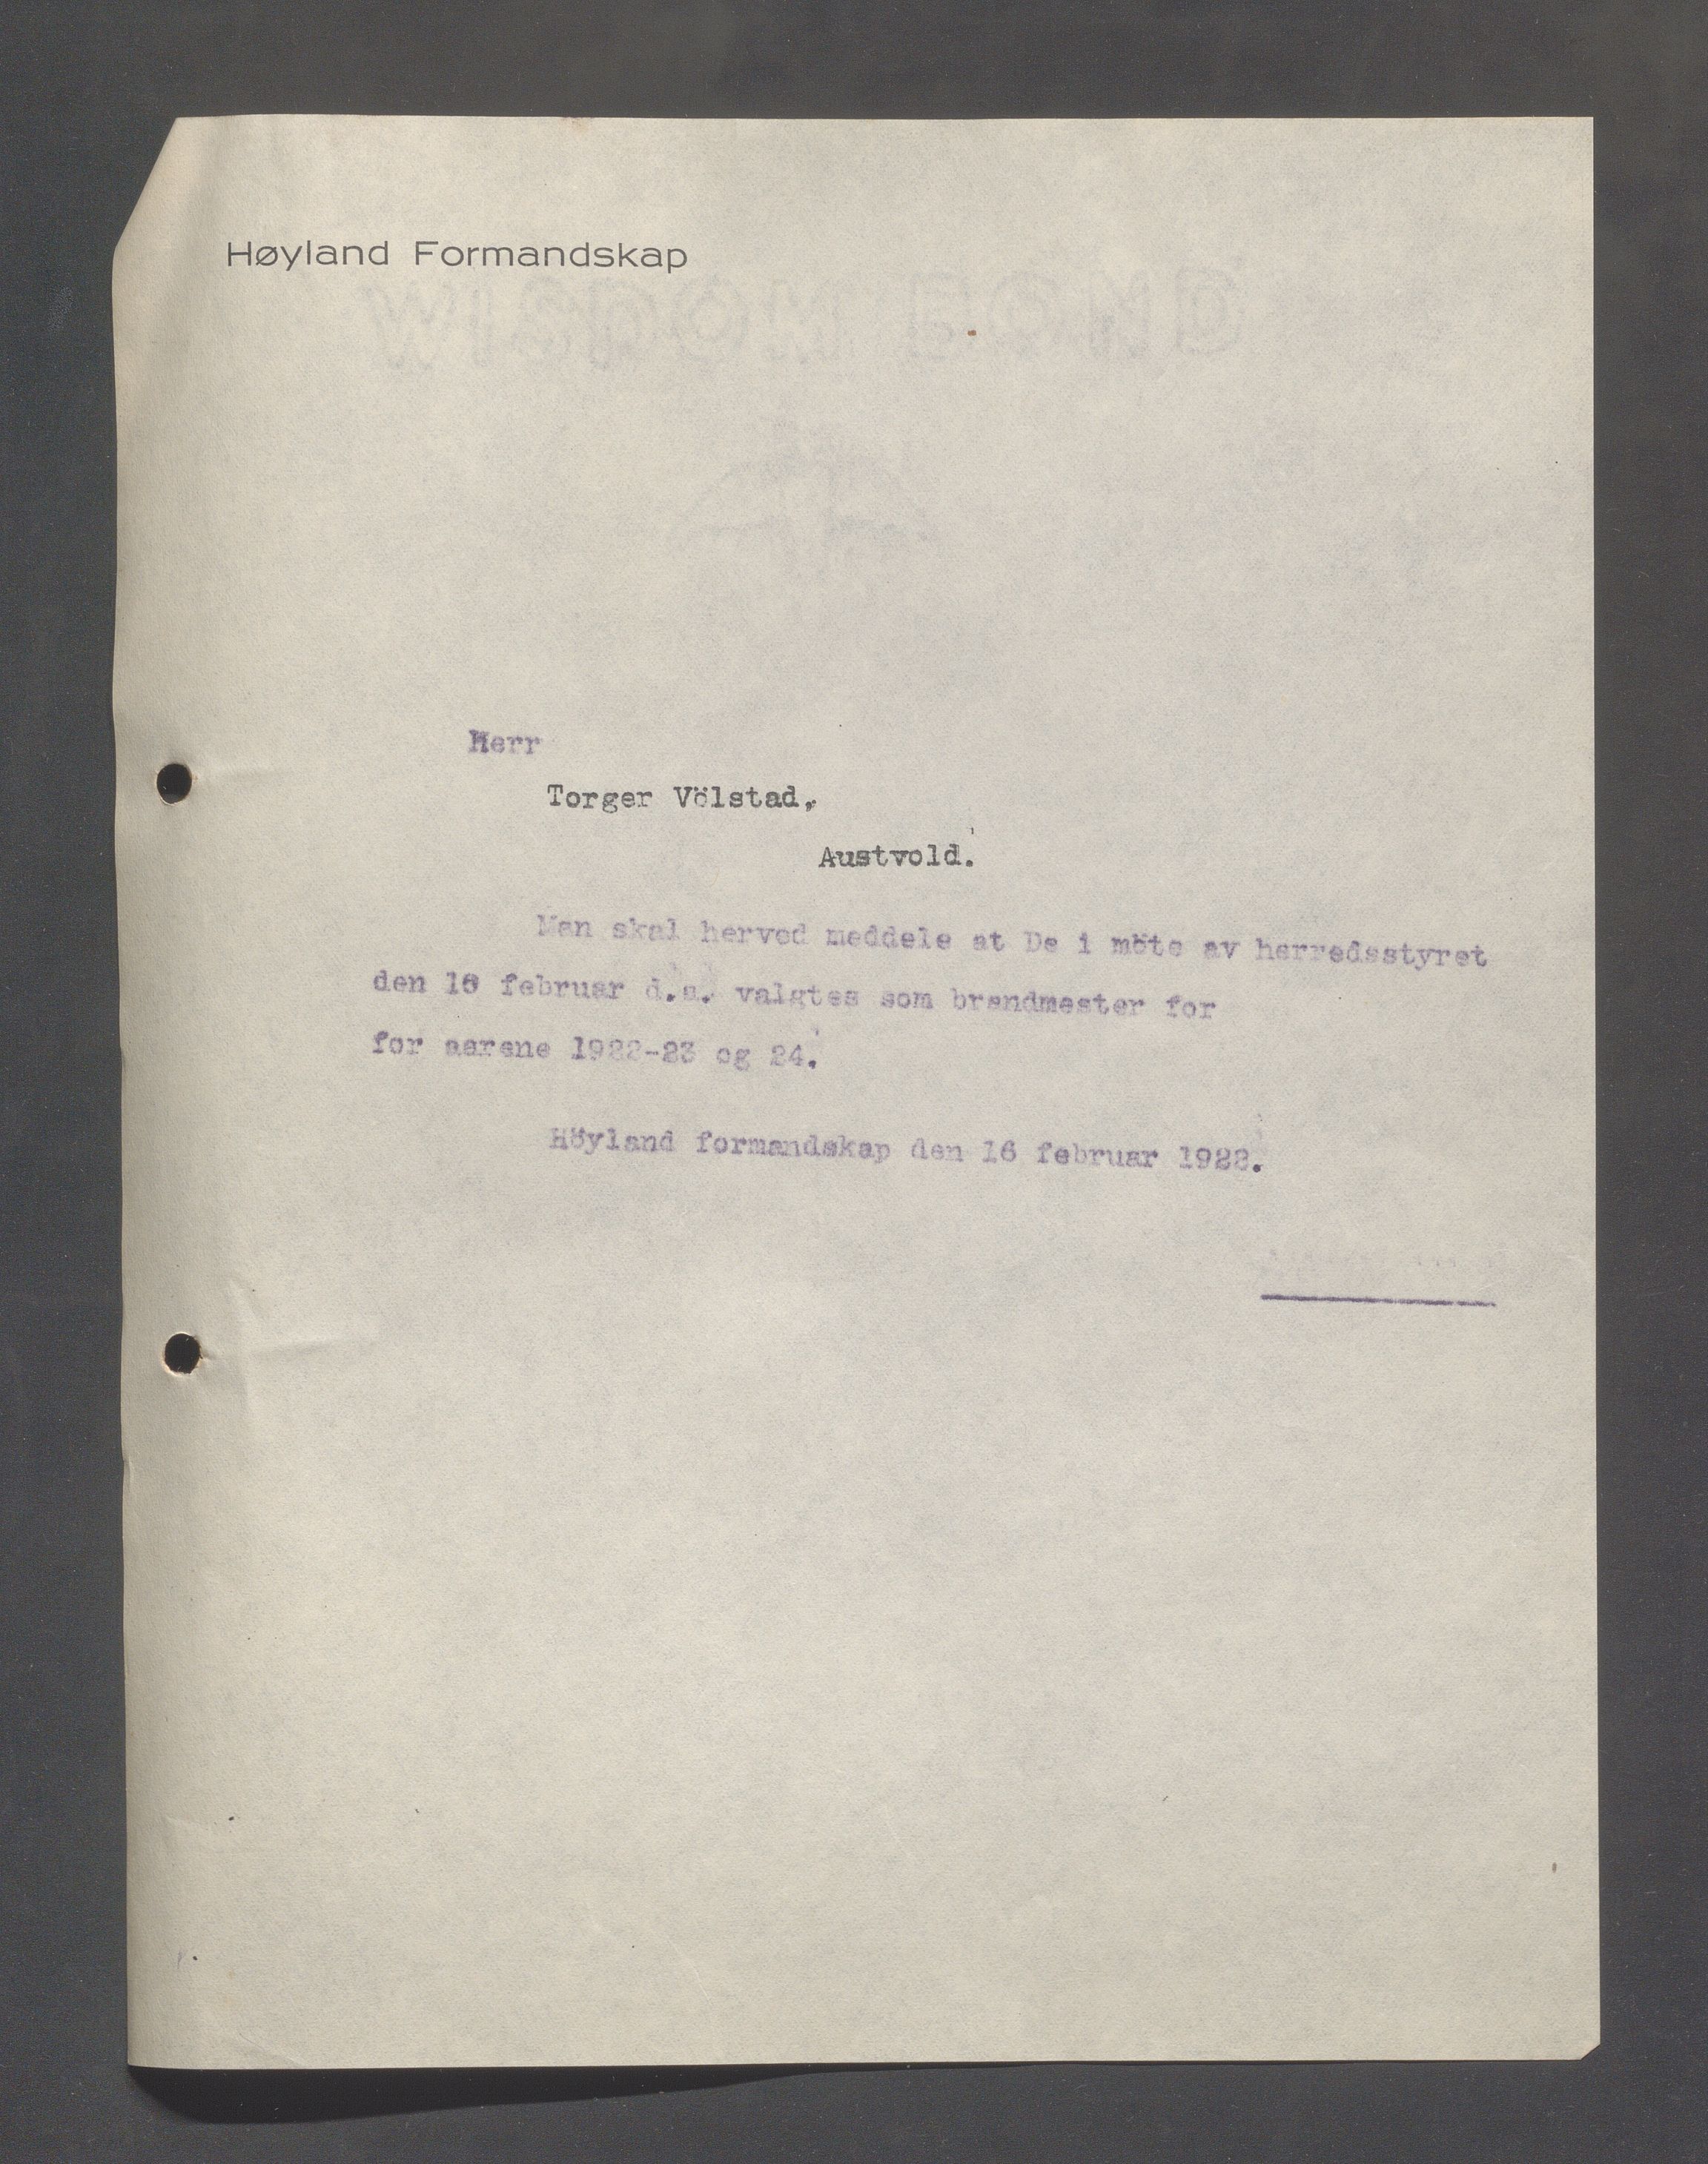 Høyland Formandskap
Herr
Torger Völstad,
Austvold.
Man skal herved meddele at De i möte av herredsstyret
den 16 februar d.a. valgtes som brandmester for
for aarene 1922-23 og 24.
Höyland formandskap den 16 februar 1922.